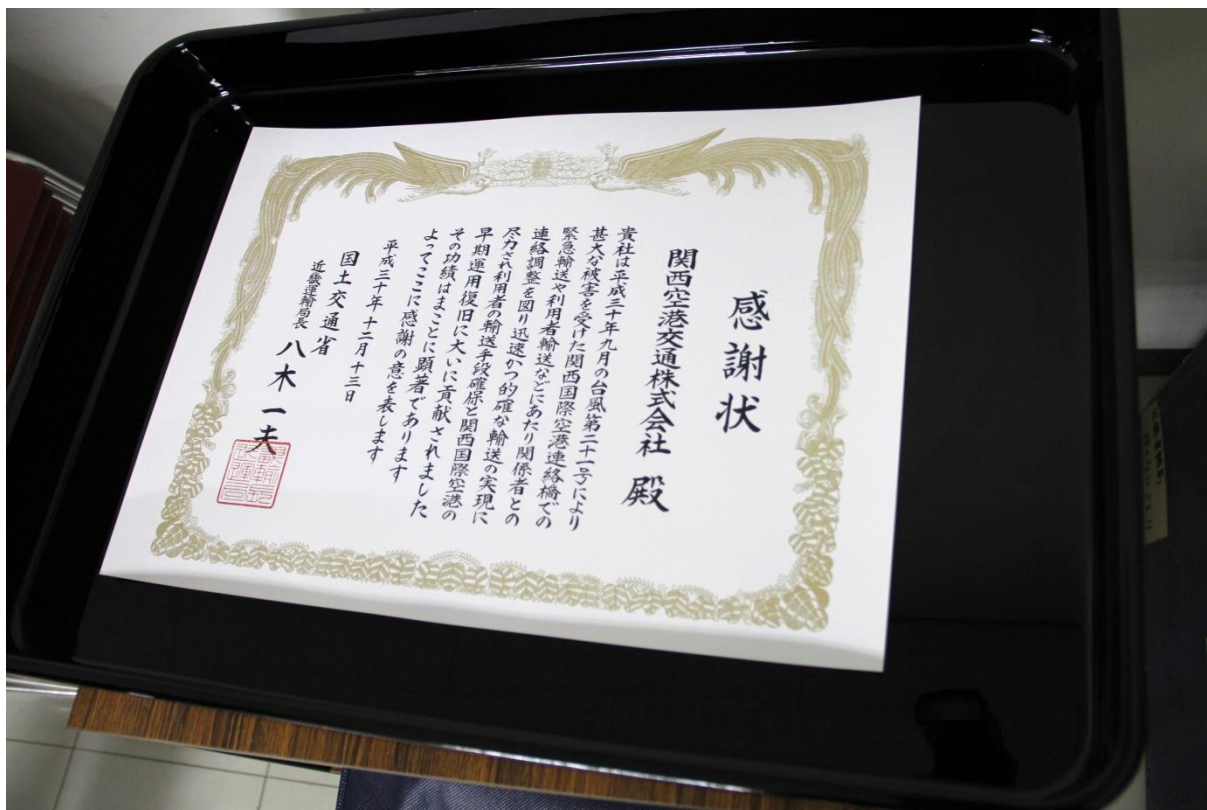 感謝状
関西空港交通株式会社 殿
貴社は平成三十年九月の台風第二十一号により
甚大な被害を受けた関西国際空港連絡橋での
緊急輸送や利用者輸送などにあたり関係者との
連絡調整を図り迅速かつ的確な輸送の実現に
尽力され利用者の輸送手段確保と関西国際空港の
早期運用復旧に大いに貢献されました
その功績はまことに顕著であります
よってここに感謝の意を表します
平成三十年十二月十三日
国土交通省
近畿運輸局長 八木一夫